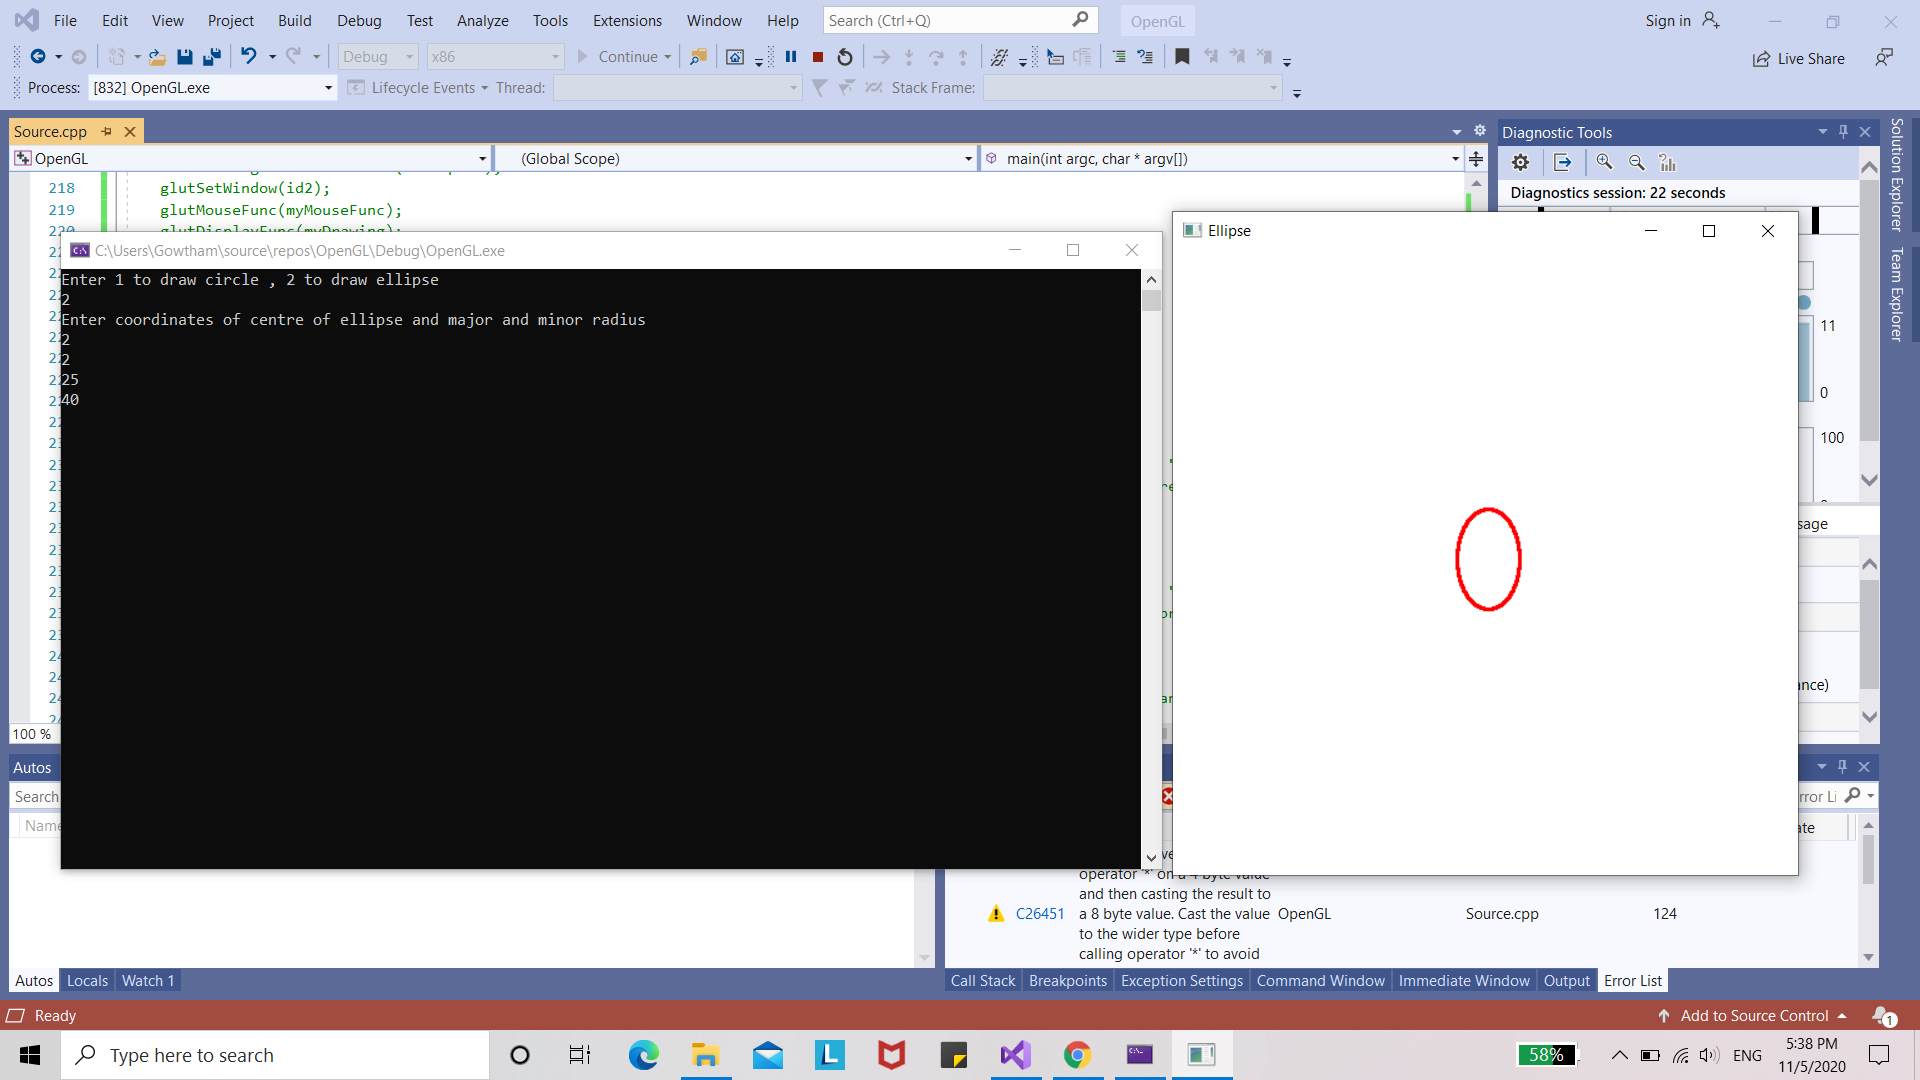 File Edit View Project Build Debug Test Analyze Tools Extensions Window Help Search (Ctrl+Q) OpenGL Sign in
Debug x86 Continue Live Share
Process: [832] OpenGL.exe Lifecycle Events Thread: Stack Frame:
Source.cpp
OpenGL (Global Scope) main(int argc, char * argv[])
218 glutSetWindow(id2);
219 glutMouseFunc(myMouseFunc);
220 glutDisplayFunc(myDrawing);
100 %
Diagnostic Tools
Diagnostics session: 22 seconds
11
0
100
Solution Explorer
Team Explorer
C:\Users\Gowtham\source\repos\OpenGL\Debug\OpenGL.exe
Enter 1 to draw circle , 2 to draw ellipse
2
Enter coordinates of centre of ellipse and major and minor radius
2
2
25
40
Ellipse
Autos
Search
Name
operator '*' on a 4 byte value
and then casting the result to
C26451 a 8 byte value. Cast the value OpenGL Source.cpp 124
to the wider type before
calling operator '*' to avoid
Autos Locals Watch 1
Call Stack Breakpoints Exception Settings Command Window Immediate Window Output Error List
Ready Add to Source Control 1
Type here to search
58% ENG 5:38 PM
11/5/2020